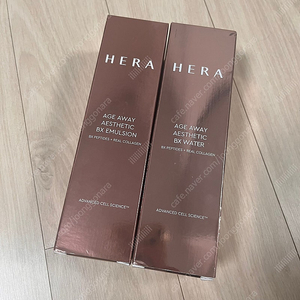 HERA
AGE AWAY
AESTHETIC
BX EMULSION
BX PEPTIDES + REAL COLLAGEN
ADVANCED CELL SCIENCE™
HERA
AGE AWAY
AESTHETIC
BX WATER
BX PEPTIDES + REAL COLLAGEN
ADVANCED CELL SCIENCE™